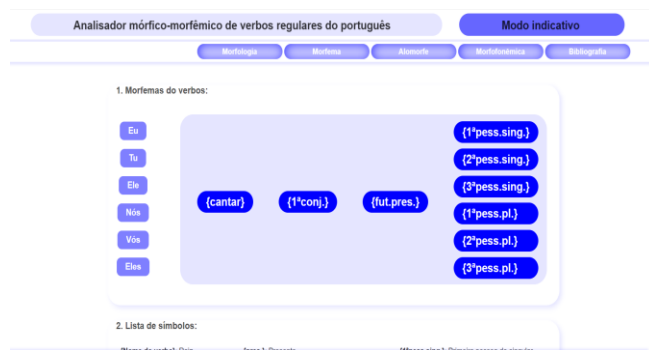 Analisador mórfico-morfêmico de verbos regulares do português
Modo indicativo
Morfologia Morfema Alomorfe Morfofonêmica Bibliografia
1. Morfemas do verbos:
Eu
Tu
Ele
Nós
Vós
Eles
{cantar} {1ªconj.} {fut.pres.}
{1ªpess.sing.}
{2ªpess.sing.}
{3ªpess.sing.}
{1ªpess.pl.}
{2ªpess.pl.}
{3ªpess.pl.}
2. Lista de símbolos: